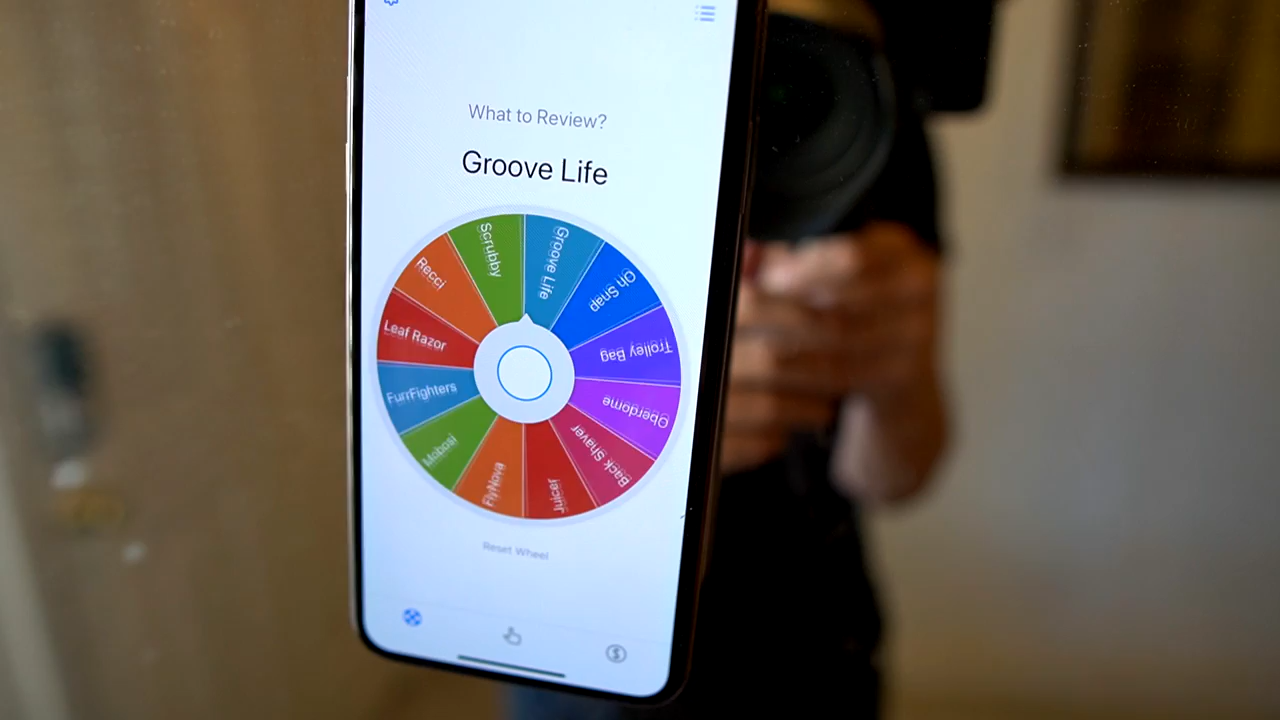 What to Review?
Groove Life
Scrubby
Groove Life
Oh Snap
Trolley Bag
Oberdome
Back Shaver
Juicer
FlyNova
Mobosi
FurrFighters
Leaf Razor
Recci
Reset Wheel